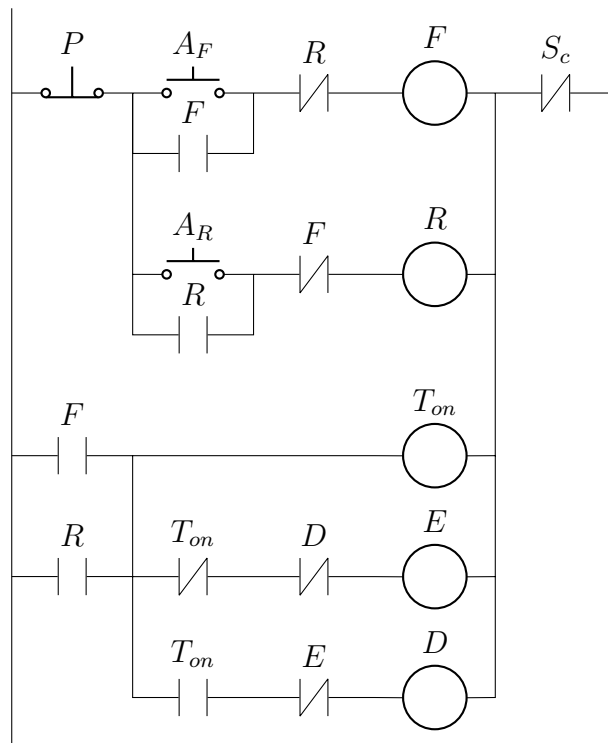 P A_F R F S_c
F
A_R F R
R
F T_on
R T_on D E
T_on E D